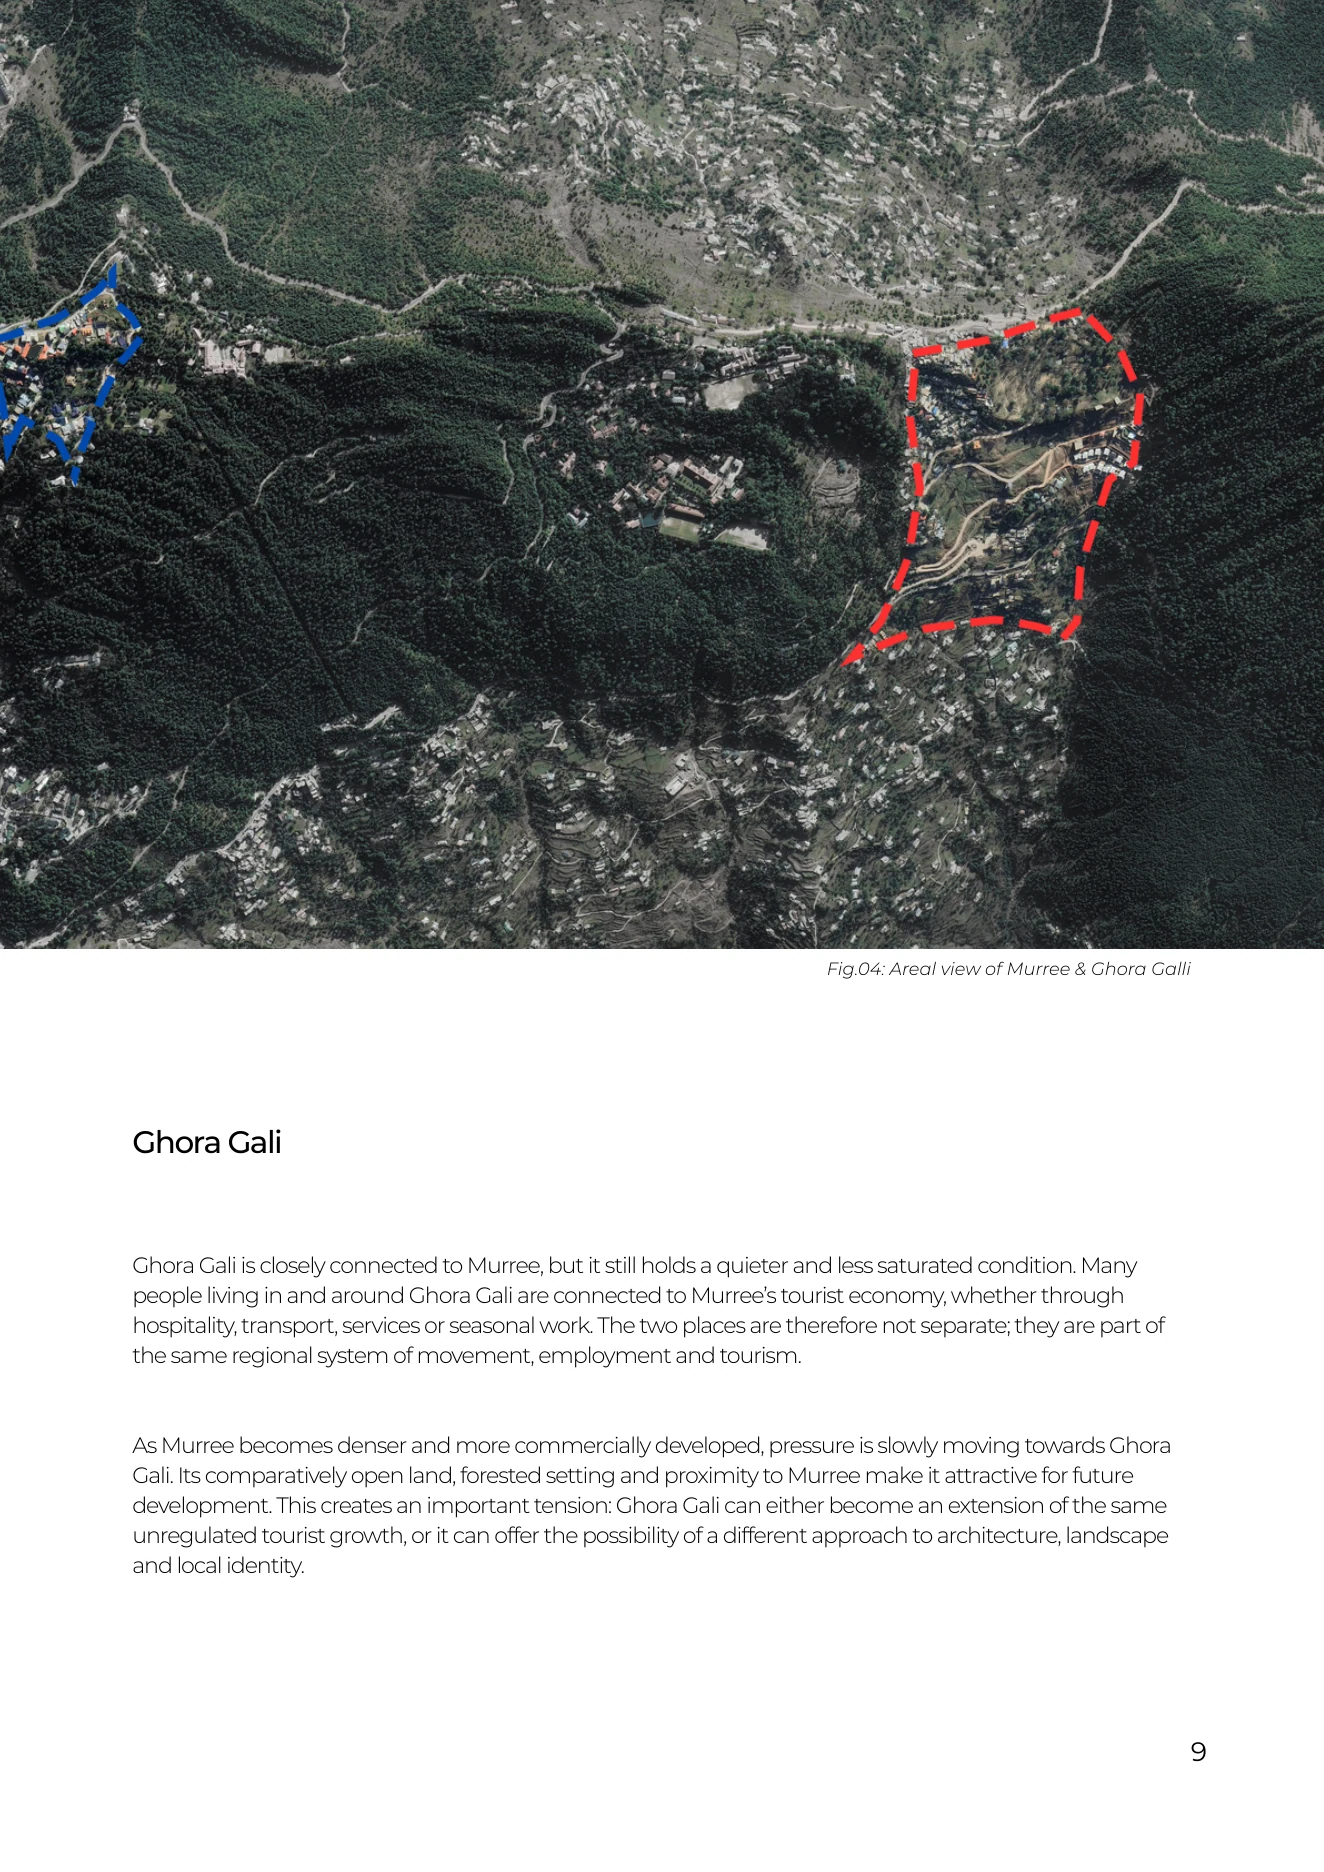 Fig.04: Areal view of Murree & Ghora Galli
Ghora Gali
Ghora Gali is closely connected to Murree, but it still holds a quieter and less saturated condition. Many
people living in and around Ghora Gali are connected to Murree’s tourist economy, whether through
hospitality, transport, services or seasonal work. The two places are therefore not separate; they are part of
the same regional system of movement, employment and tourism.
As Murree becomes denser and more commercially developed, pressure is slowly moving towards Ghora
Gali. Its comparatively open land, forested setting and proximity to Murree make it attractive for future
development. This creates an important tension: Ghora Gali can either become an extension of the same
unregulated tourist growth, or it can offer the possibility of a different approach to architecture, landscape
and local identity.
9